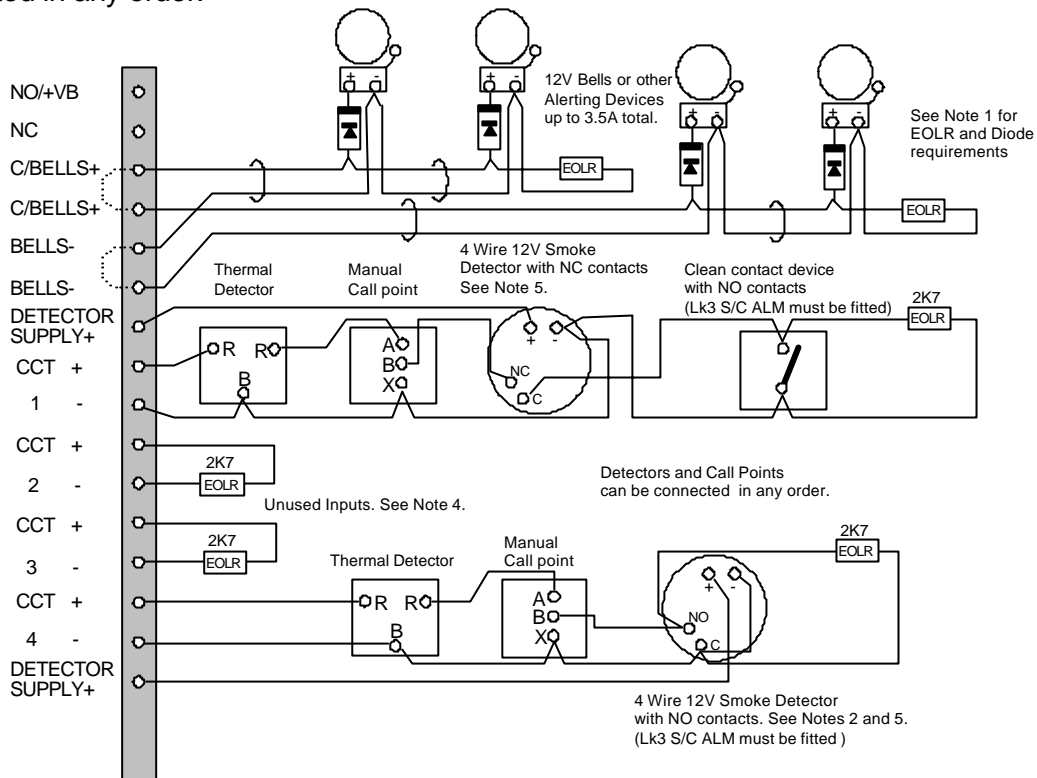 ed in any order.
NO/+VB
NC
C/BELLS+
C/BELLS+
BELLS-
BELLS-
DETECTOR
SUPPLY+
CCT +
1 -
CCT +
2 -
CCT +
3 -
CCT +
4 -
DETECTOR
SUPPLY+
+ -
+ -
12V Bells or other
Alerting Devices
up to 3.5A total.
+ -
+ -
See Note 1 for
EOLR and Diode
requirements
EOLR
EOLR
Thermal
Detector
R R
B
Manual
Call point
A
B
X
4 Wire 12V Smoke
Detector with NC contacts
See Note 5.
+ -
NC
C
Clean contact device
with NO contacts
(Lk3 S/C ALM must be fitted)
2K7
EOLR
2K7
EOLR
Unused Inputs. See Note 4.
2K7
EOLR
Detectors and Call Points
can be connected in any order.
Thermal Detector
R R
B
Manual
Call point
A
B
X
+ -
NO
C
2K7
EOLR
4 Wire 12V Smoke Detector
with NO contacts. See Notes 2 and 5.
(Lk3 S/C ALM must be fitted )